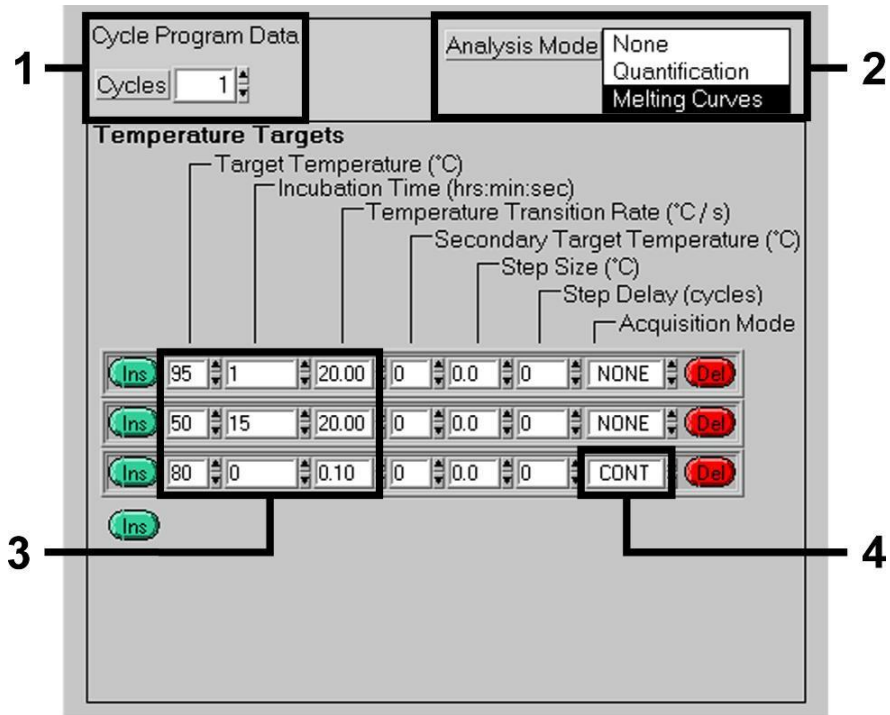 Cycle Program Data
Cycles 1
Analysis Mode None
Quantification
Melting Curves
1
2
Temperature Targets
Target Temperature (°C)
Incubation Time (hrs:min:sec)
Temperature Transition Rate (°C / s)
Secondary Target Temperature (°C)
Step Size (°C)
Step Delay (cycles)
Acquisition Mode
Ins 95 1 20.00 0 0.0 0 NONE Del
Ins 50 15 20.00 0 0.0 0 NONE Del
Ins 80 0 0.10 0 0.0 0 CONT Del
Ins
3
4